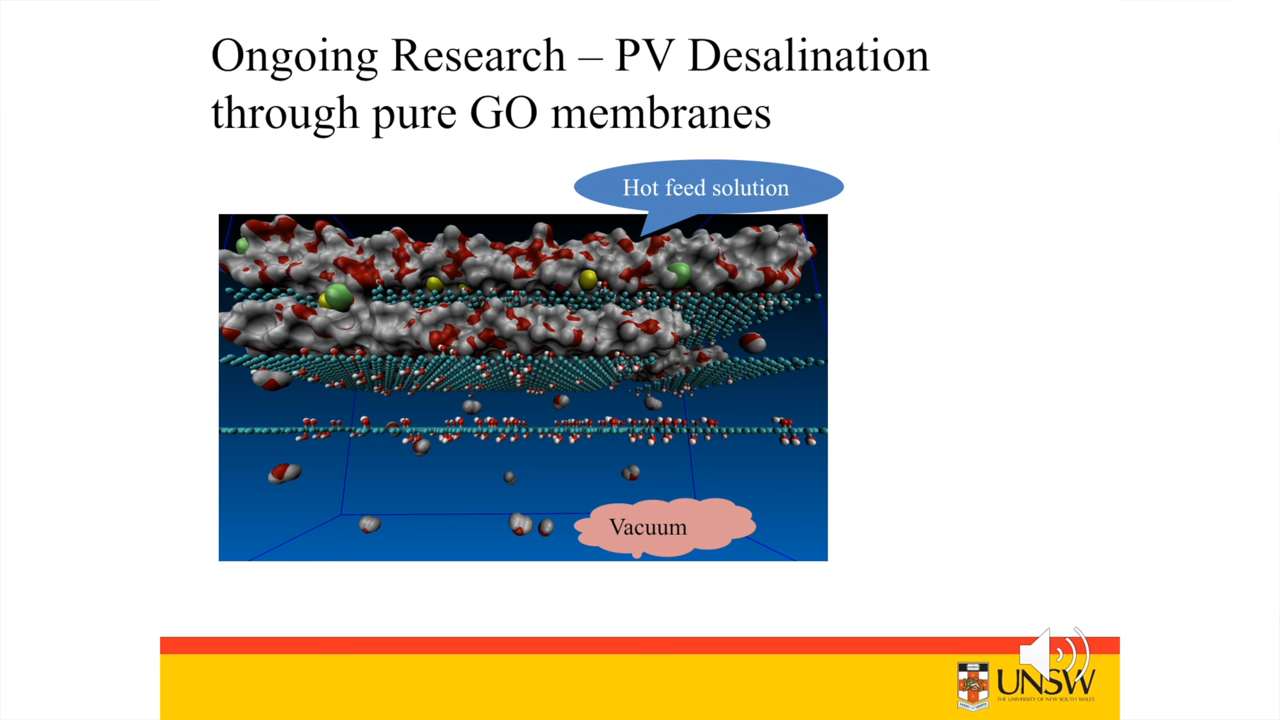 Ongoing Research – PV Desalination
through pure GO membranes
Hot feed solution
Vacuum
UNSW
THE UNIVERSITY OF NEW SOUTH WALES